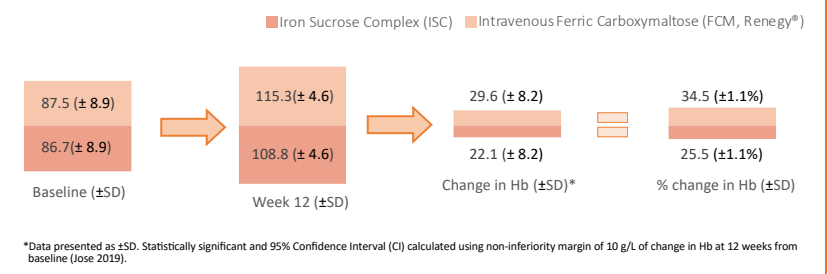 Iron Sucrose Complex (ISC) Intravenous Ferric Carboxymaltose (FCM, Renegy®)
87.5 (± 8.9)
86.7(± 8.9)
Baseline (±SD)
115.3(± 4.6)
108.8 (± 4.6)
Week 12 (±SD)
29.6 (± 8.2)
22.1 (± 8.2)
Change in Hb (±SD)*
34.5 (±1.1%)
25.5 (±1.1%)
% change in Hb (±SD)
*Data presented as ±SD. Statistically significant and 95% Confidence Interval (CI) calculated using non-inferiority margin of 10 g/L of change in Hb at 12 weeks from
baseline (Jose 2019).